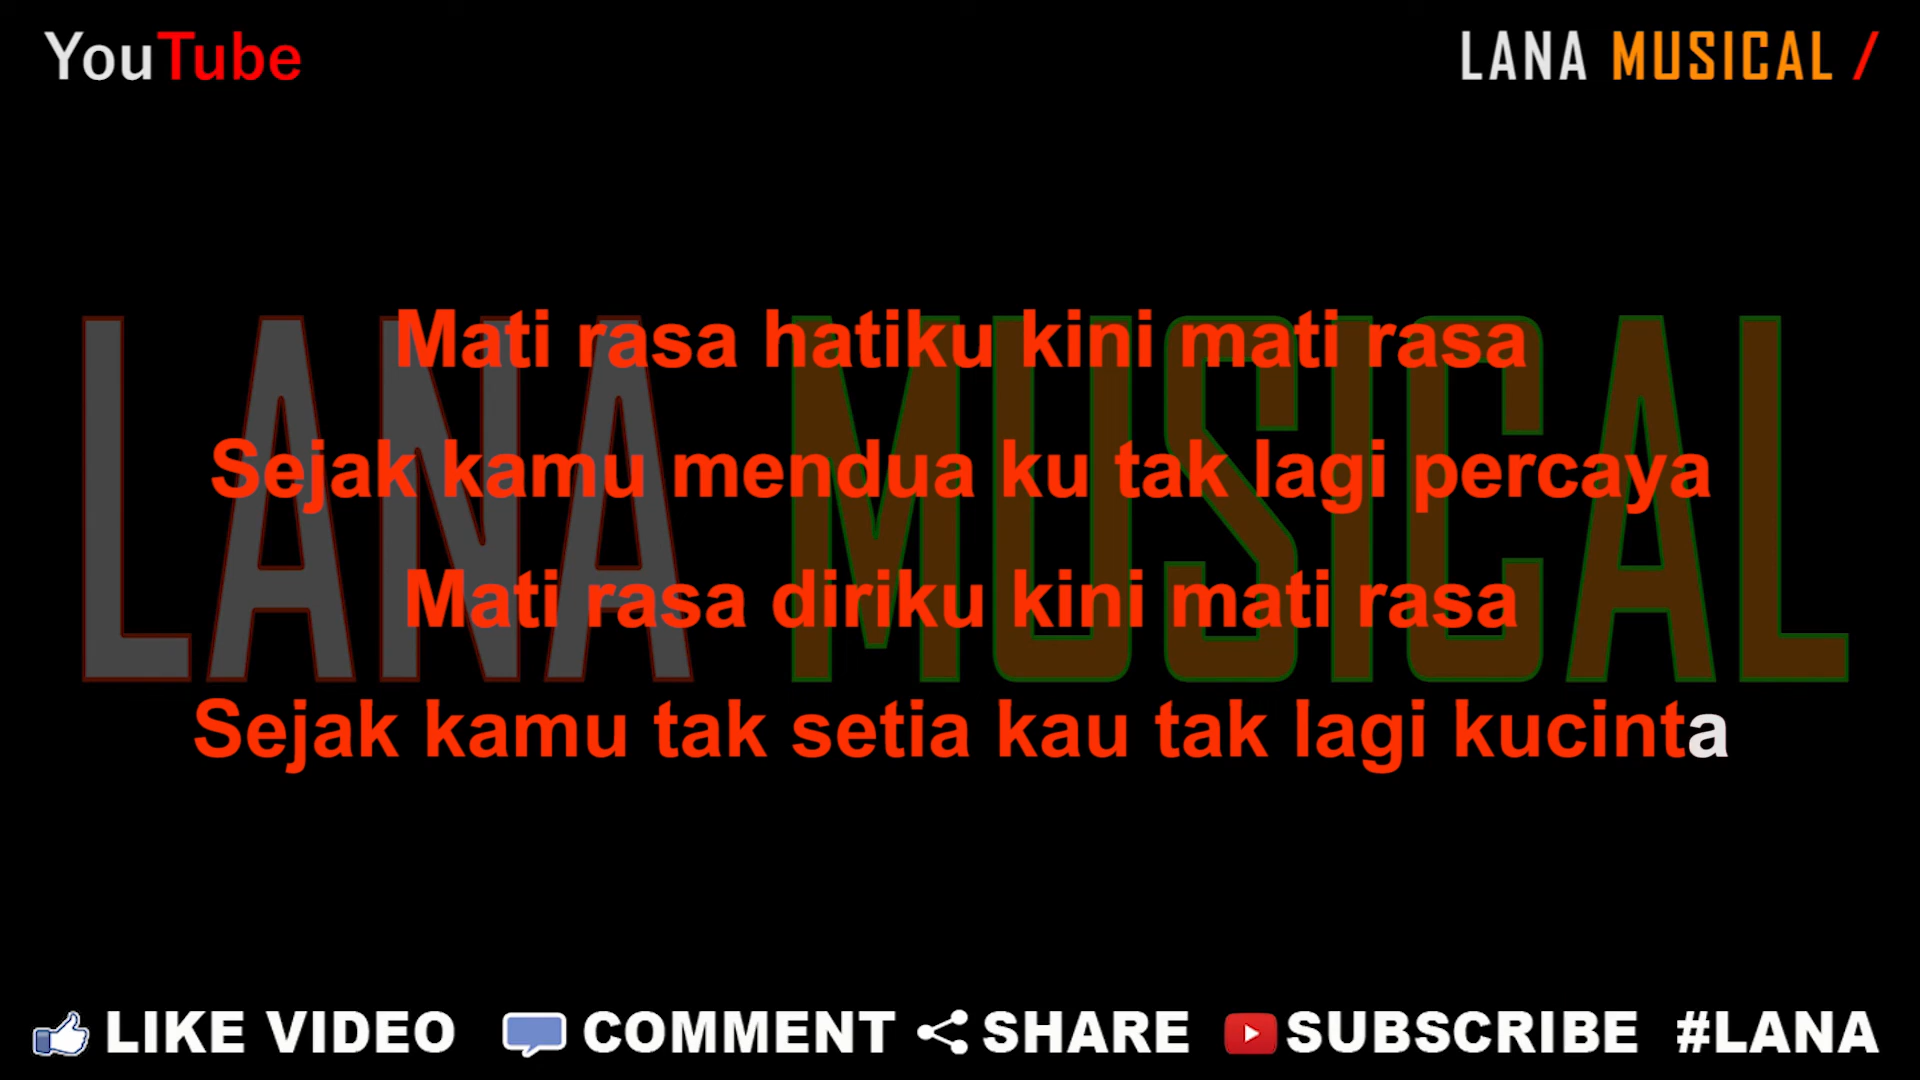 YouTube LANA MUSICAL /
LANA MUSICAL
Mati rasa hatiku kini mati rasa
Sejak kamu mendua ku tak lagi percaya
Mati rasa diriku kini mati rasa
Sejak kamu tak setia kau tak lagi kucinta
LIKE VIDEO COMMENT SHARE SUBSCRIBE #LANA